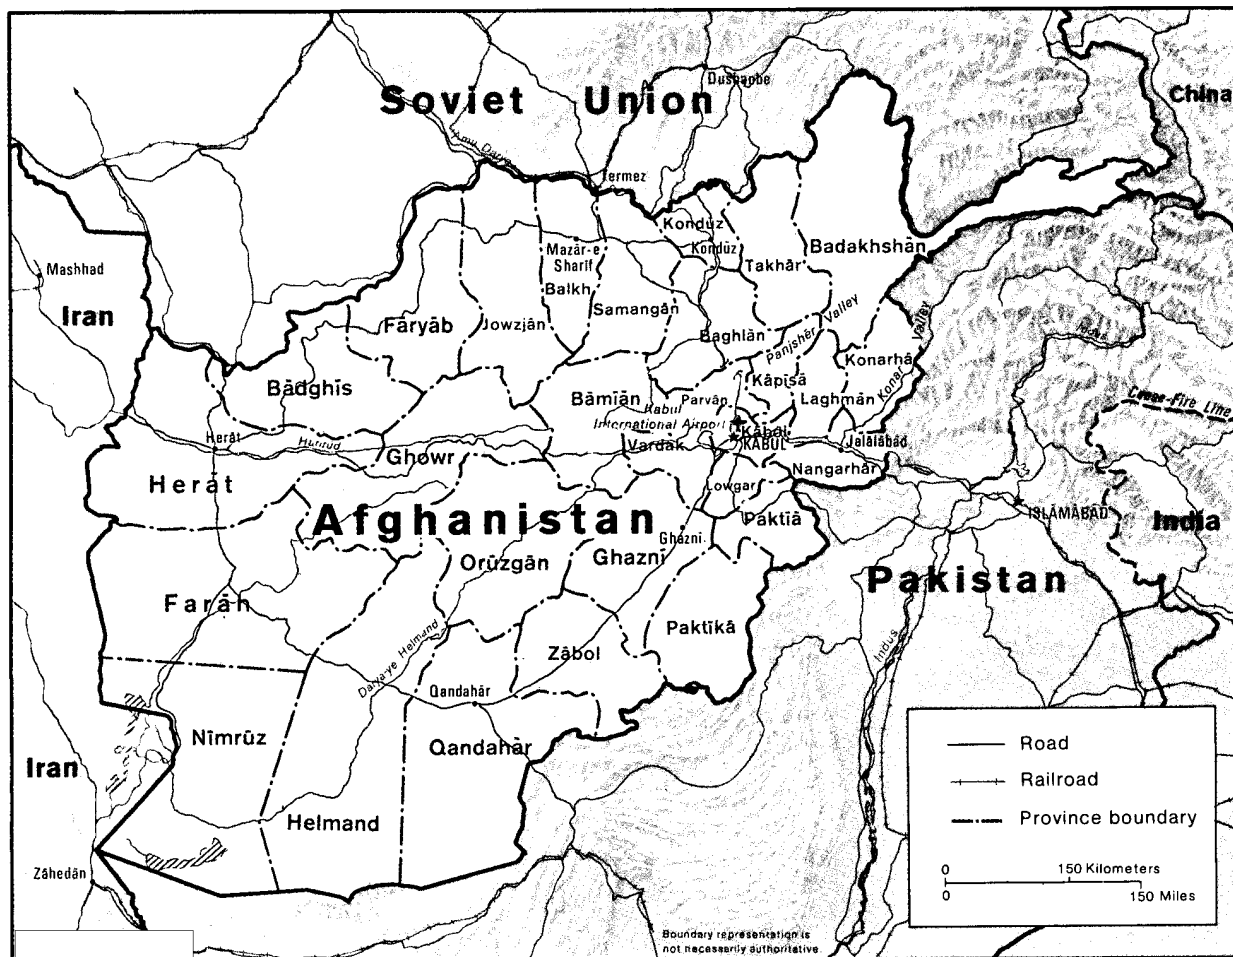 Dushanbe
Soviet Union
China
Amu Darya
Termez
Kondūz
Kondūz
Badakhshān
Mashhad
Mazār-e
Sharīf
Takhār
Iran
Balkh
Samangān
Fāryāb
Jowzjān
Baghlān
Panjshēr Valley
Konar Valley
Indus
Konarhā
Bādghīs
Bāmīān
Kāpīsā
Parvān
Laghmān
Cease-Fire Line
Kabul
International Airport
Kābul
KĀBUL
Herāt
Harirud
Vardak
Jalālābād
Ghowr
Nangarhār
Herāt
Lowgar
Afghanistan
Paktīā
ISLĀMĀBĀD
India
Ghaznī
Ghaznī
Orūzgān
Pakistan
Farāh
Paktīkā
Indus
Zābol
Darya-ye Helmand
Qandahār
Nīmrūz
Qandahār
Iran
Helmand
Zāhedān
Road
Railroad
Province boundary
0 150 Kilometers
0 150 Miles
Boundary representation is
not necessarily authoritative.